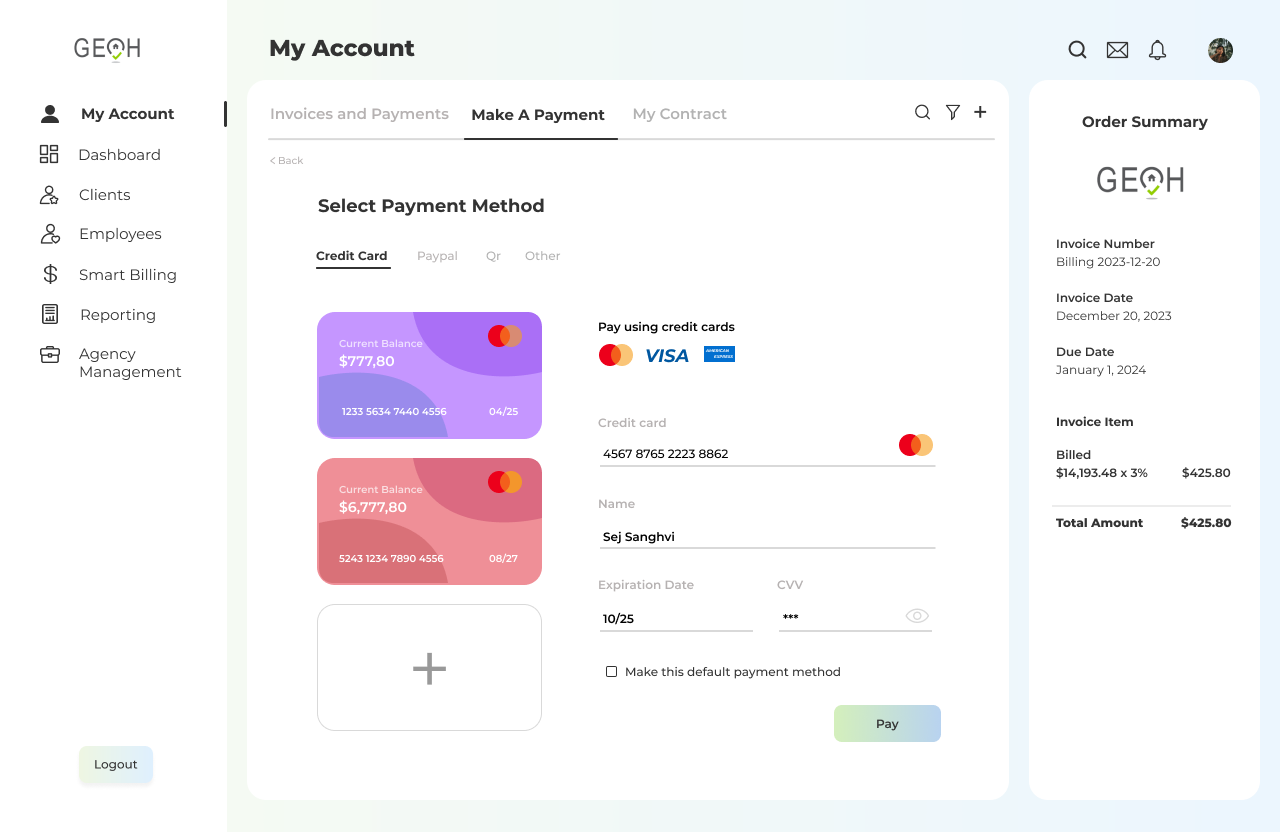 GEOH
My Account
Dashboard
Clients
Employees
Smart Billing
Reporting
Agency
Management
Logout
My Account
Invoices and Payments
Make A Payment
My Contract
< Back
Select Payment Method
Credit Card
Paypal
Qr
Other
Current Balance
$777,80
1233 5634 7440 4556
04/25
Current Balance
$6,777,80
5243 1234 7890 4556
08/27
Pay using credit cards
VISA
AMERICAN
EXPRESS
Credit card
4567 8765 2223 8862
Name
Sej Sanghvi
Expiration Date
CVV
10/25
***
Make this default payment method
Pay
Order Summary
GEOH
Invoice Number
Billing 2023-12-20
Invoice Date
December 20, 2023
Due Date
January 1, 2024
Invoice Item
Billed
$14,193.48 x 3% $425.80
Total Amount $425.80